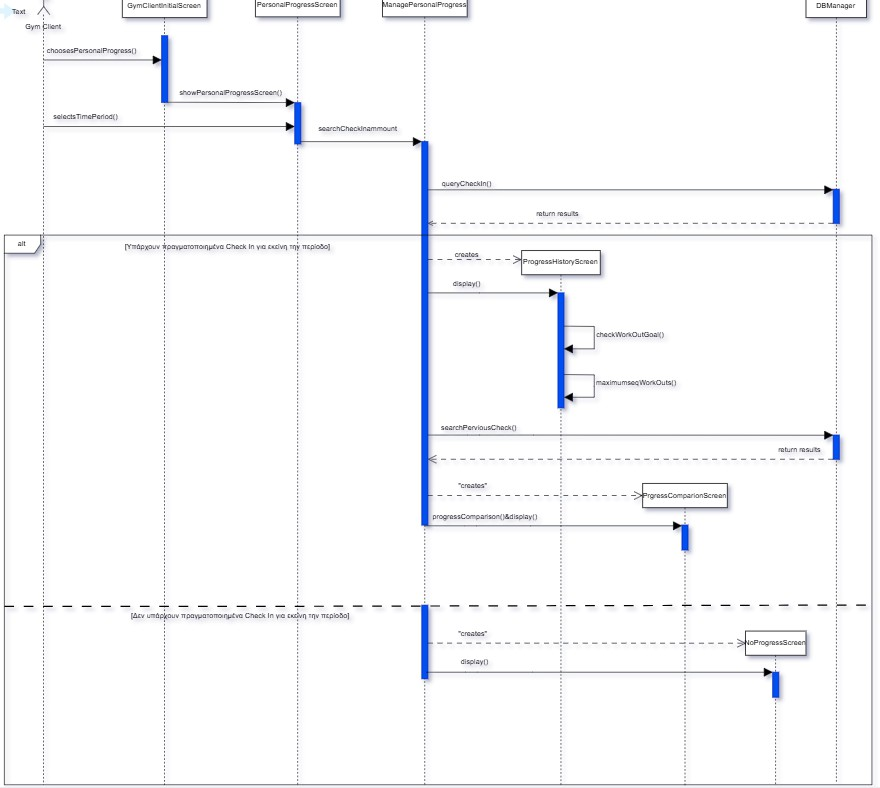 Text
GymClientInitialScreen
PersonalProgressScreen
ManagePersonalProgress
DBManager
Gym Client
choosesPersonalProgress()
showPersonalProgressScreen()
selectsTimePeriod()
searchCheckInammount
queryCheckIn()
return results
alt
[Υπάρχουν πραγματοποιημένα Check In για εκείνη την περίοδο]
creates
ProgressHistoryScreen
display()
checkWorkOutGoal()
maximumseqWorkOuts()
searchPerviousCheck()
return results
"creates"
PrgressComparionScreen
progressComparison()&display()
[Δεν υπάρχουν πραγματοποιημένα Check In για εκείνη την περίοδο]
"creates"
NoProgressScreen
display()